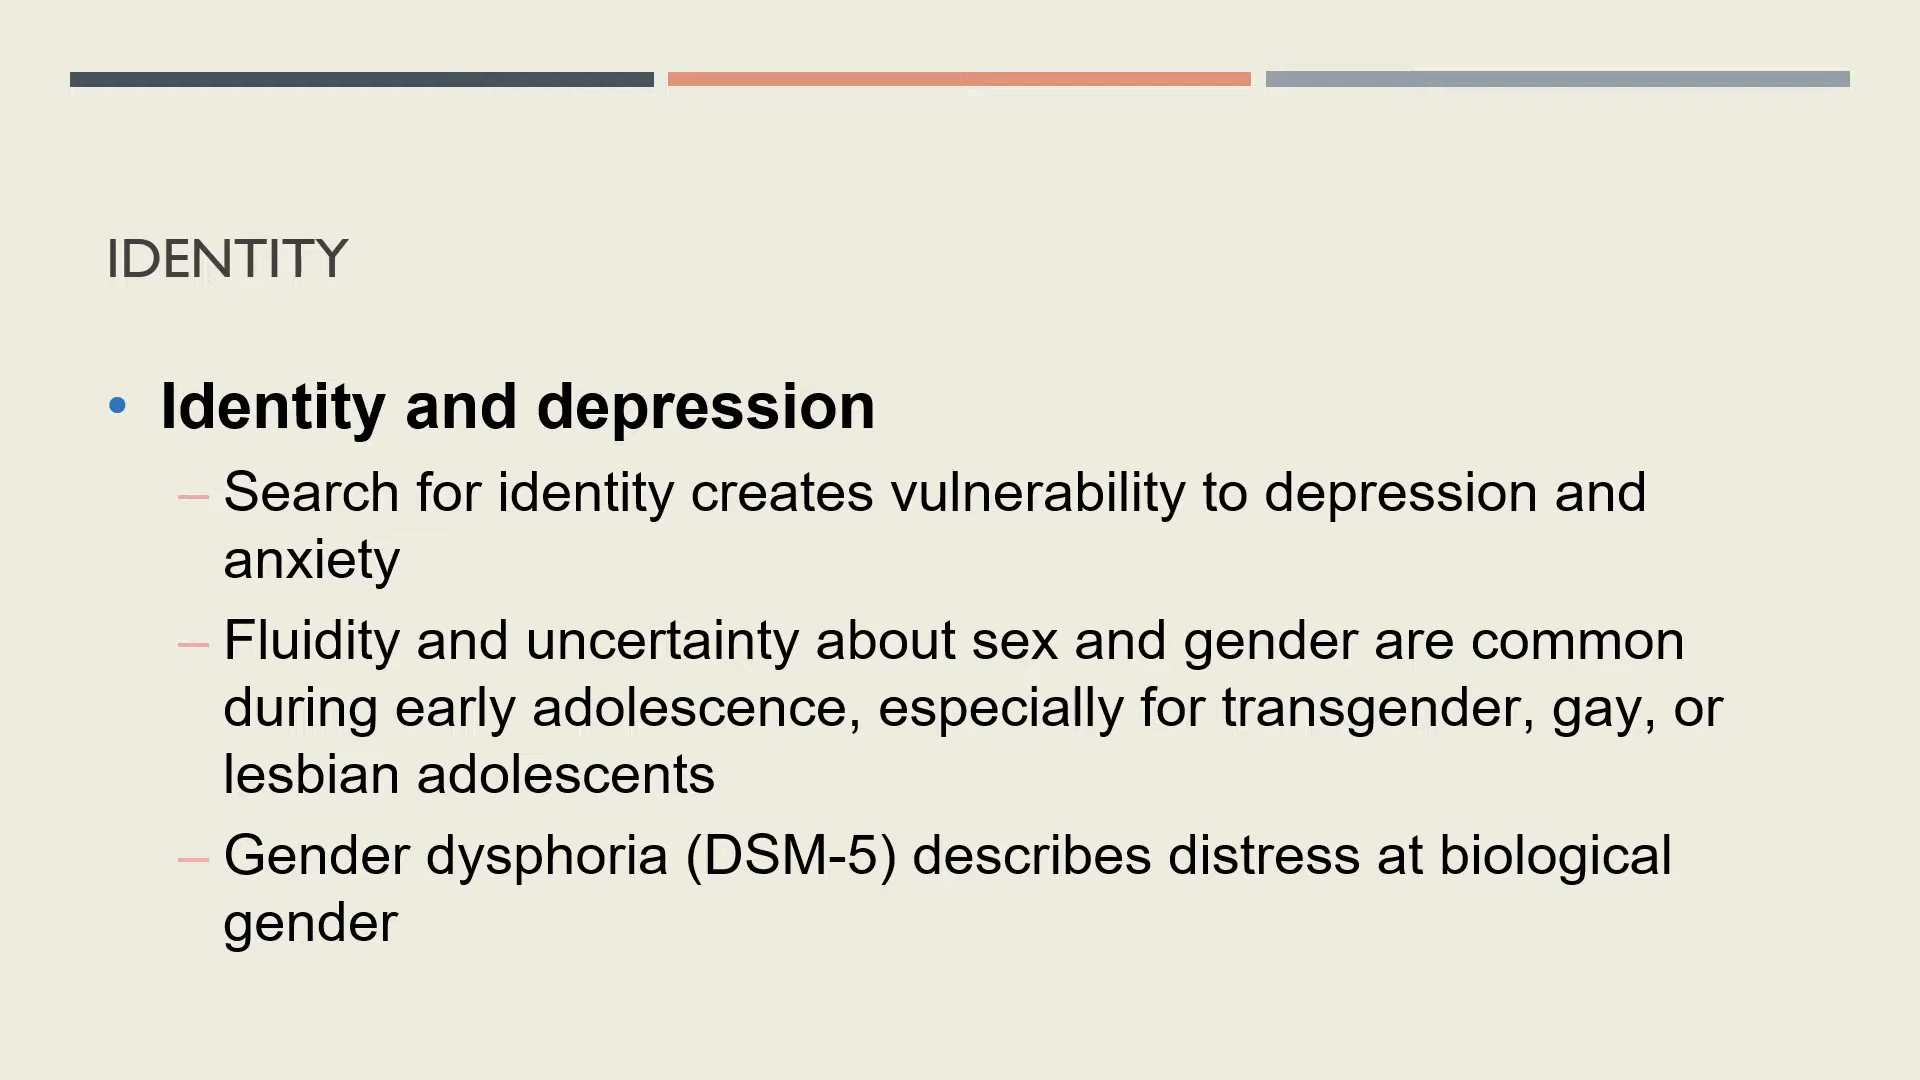 IDENTITY
• Identity and depression
– Search for identity creates vulnerability to depression and
anxiety
– Fluidity and uncertainty about sex and gender are common
during early adolescence, especially for transgender, gay, or
lesbian adolescents
– Gender dysphoria (DSM-5) describes distress at biological
gender